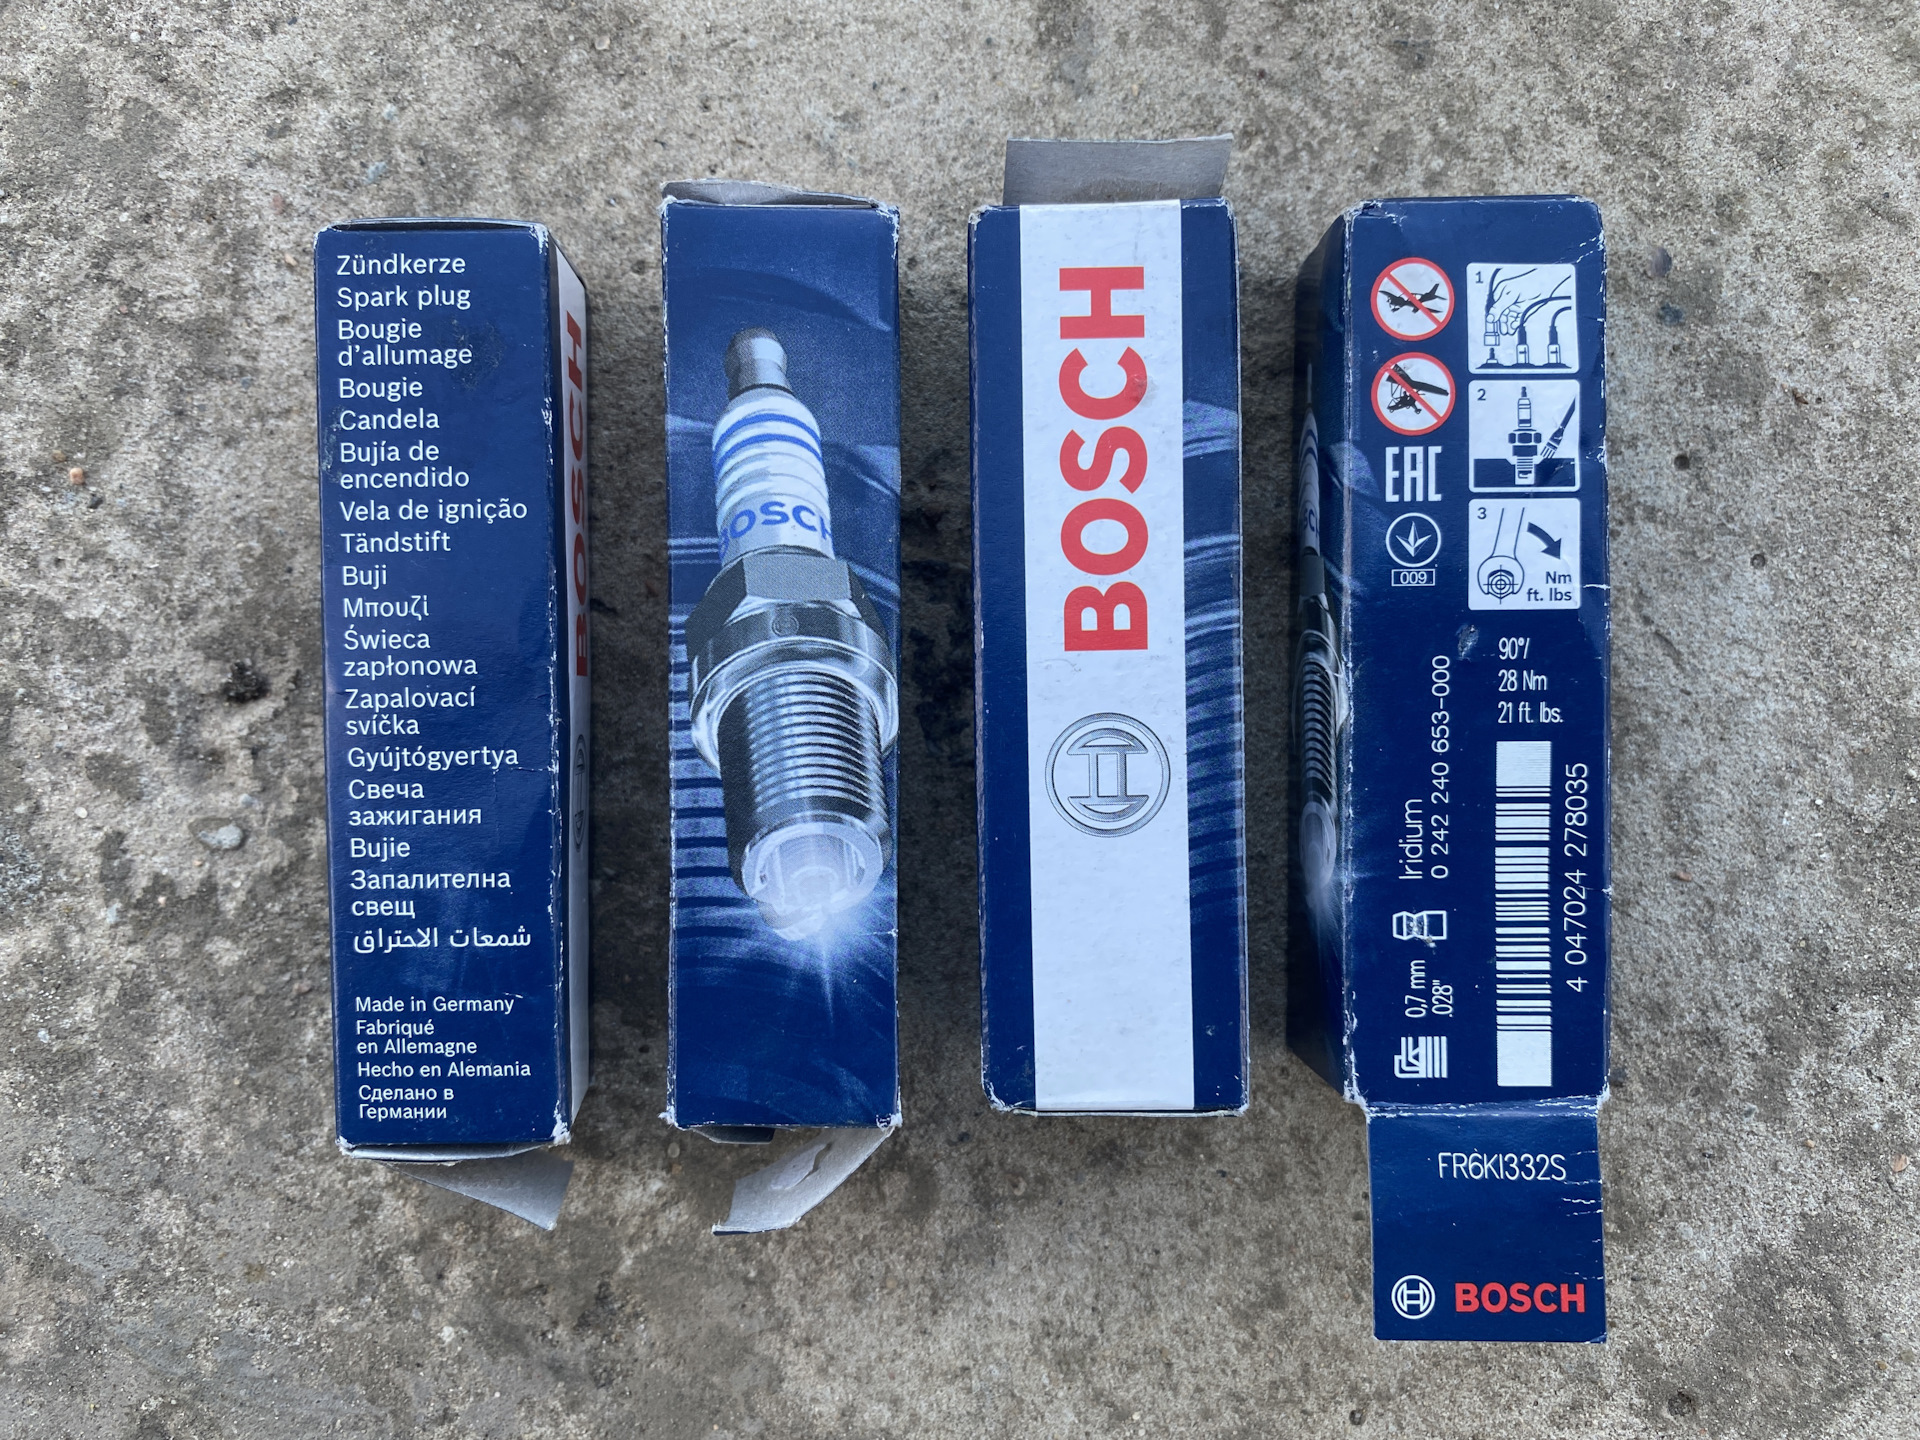 Zündkerze
Spark plug
Bougie
d'allumage
Bougie
Candela
Bujía de
encendido
Vela de ignição
Tändstift
Buji
Μπουζί
Świeca
zapłonowa
Zapalovací
svíčka
Gyújtógyertya
Свеча
зажигания
Bujie
Запалителна
свещ
شمعات الاحتراق
Made in Germany
Fabriqué
en Allemagne
Hecho en Alemania
Сделано в
Германии
BOSCH
BOSCH
BOSCH
1
2
3
Nm
ft. lbs
EAC
009
90°/
28 Nm
21 ft. lbs.
Iridium
0 242 240 653-000
0,7 mm
.028"
4 047024 278035
FR6KI332S
BOSCH